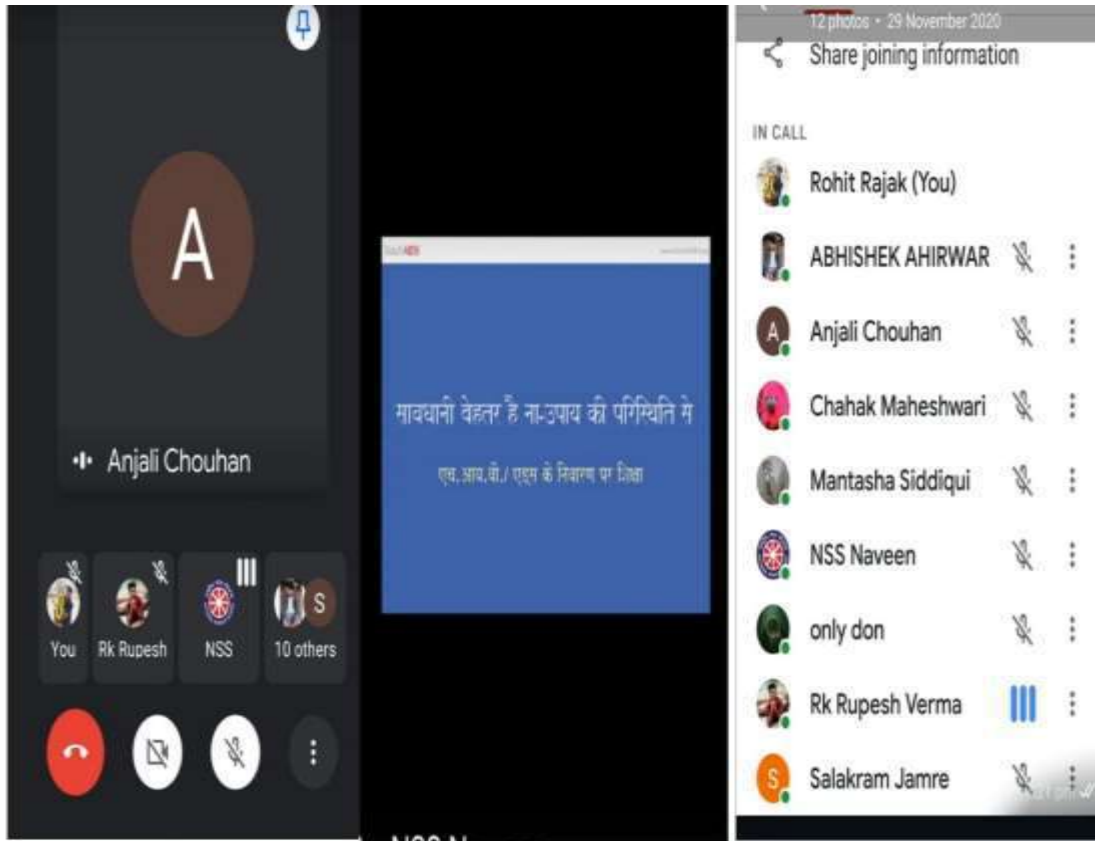 A
Anjali Chouhan
S
You
Rk Rupesh
NSS
10 others
सावधानी वेहतर है ना-उपाय की परिस्थिति से
एच.आय.वी./ एड्स के निवारण पर शिक्षा
12 photos • 29 November 2020
Share joining information
IN CALL
Rohit Rajak (You)
ABHISHEK AHIRWAR
A Anjali Chouhan
Chahak Maheshwari
Mantasha Siddiqui
NSS Naveen
only don
Rk Rupesh Verma
S Salakram Jamre